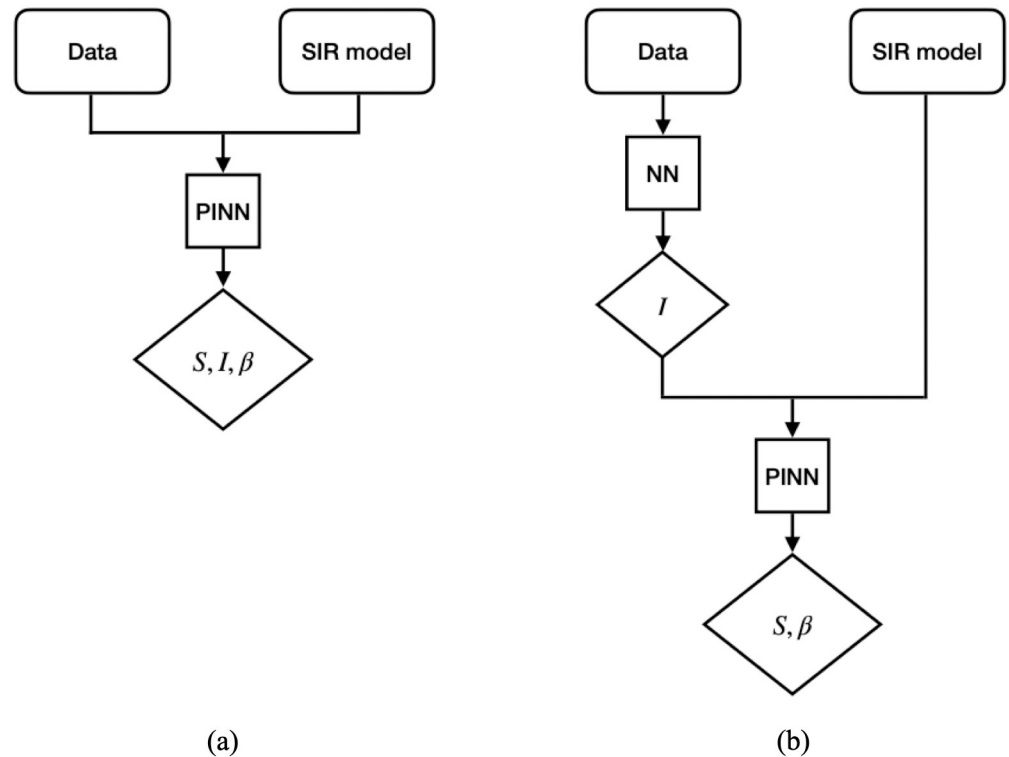 Data
SIR model
PINN
S, I, β
(a)
Data
SIR model
NN
I
PINN
S, β
(b)